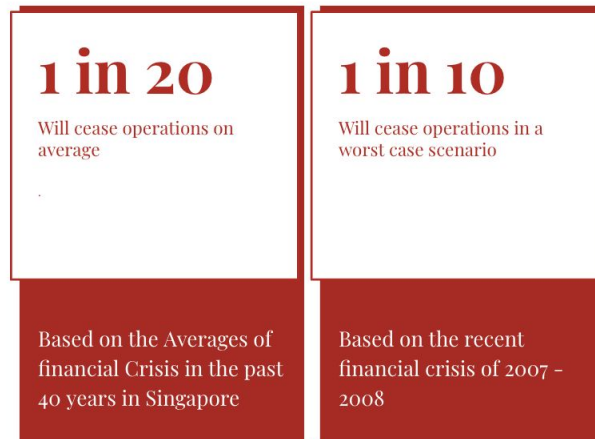 1 in 20
Will cease operations on
average
.
Based on the Averages of
financial Crisis in the past
40 years in Singapore
1 in 10
Will cease operations in a
worst case scenario
Based on the recent
financial crisis of 2007 -
2008